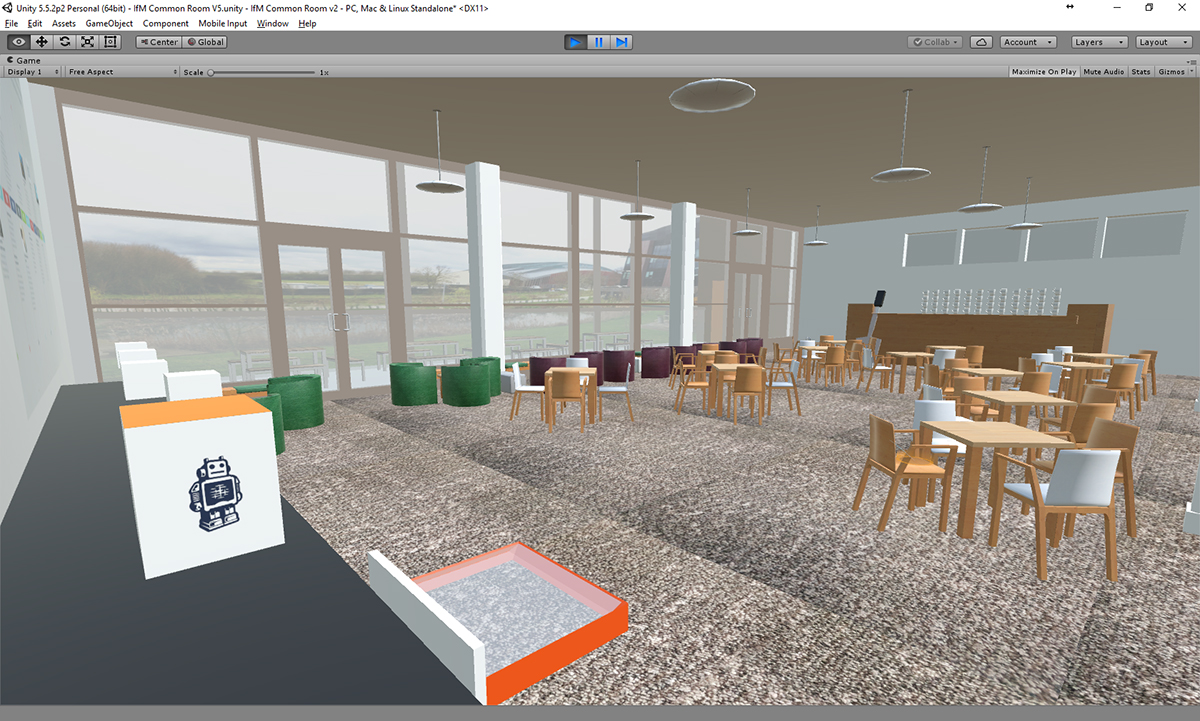 Unity 5.5.2p2 Personal (64bit) - IfM Common Room V5.unity - IfM Common Room v2 - PC, Mac & Linux Standalone* <DX11>
File Edit Assets GameObject Component Mobile Input Window Help
Center Global Collab Account Layers Layout
Game
Display 1 Free Aspect Scale 1x Maximize On Play Mute Audio Stats Gizmos